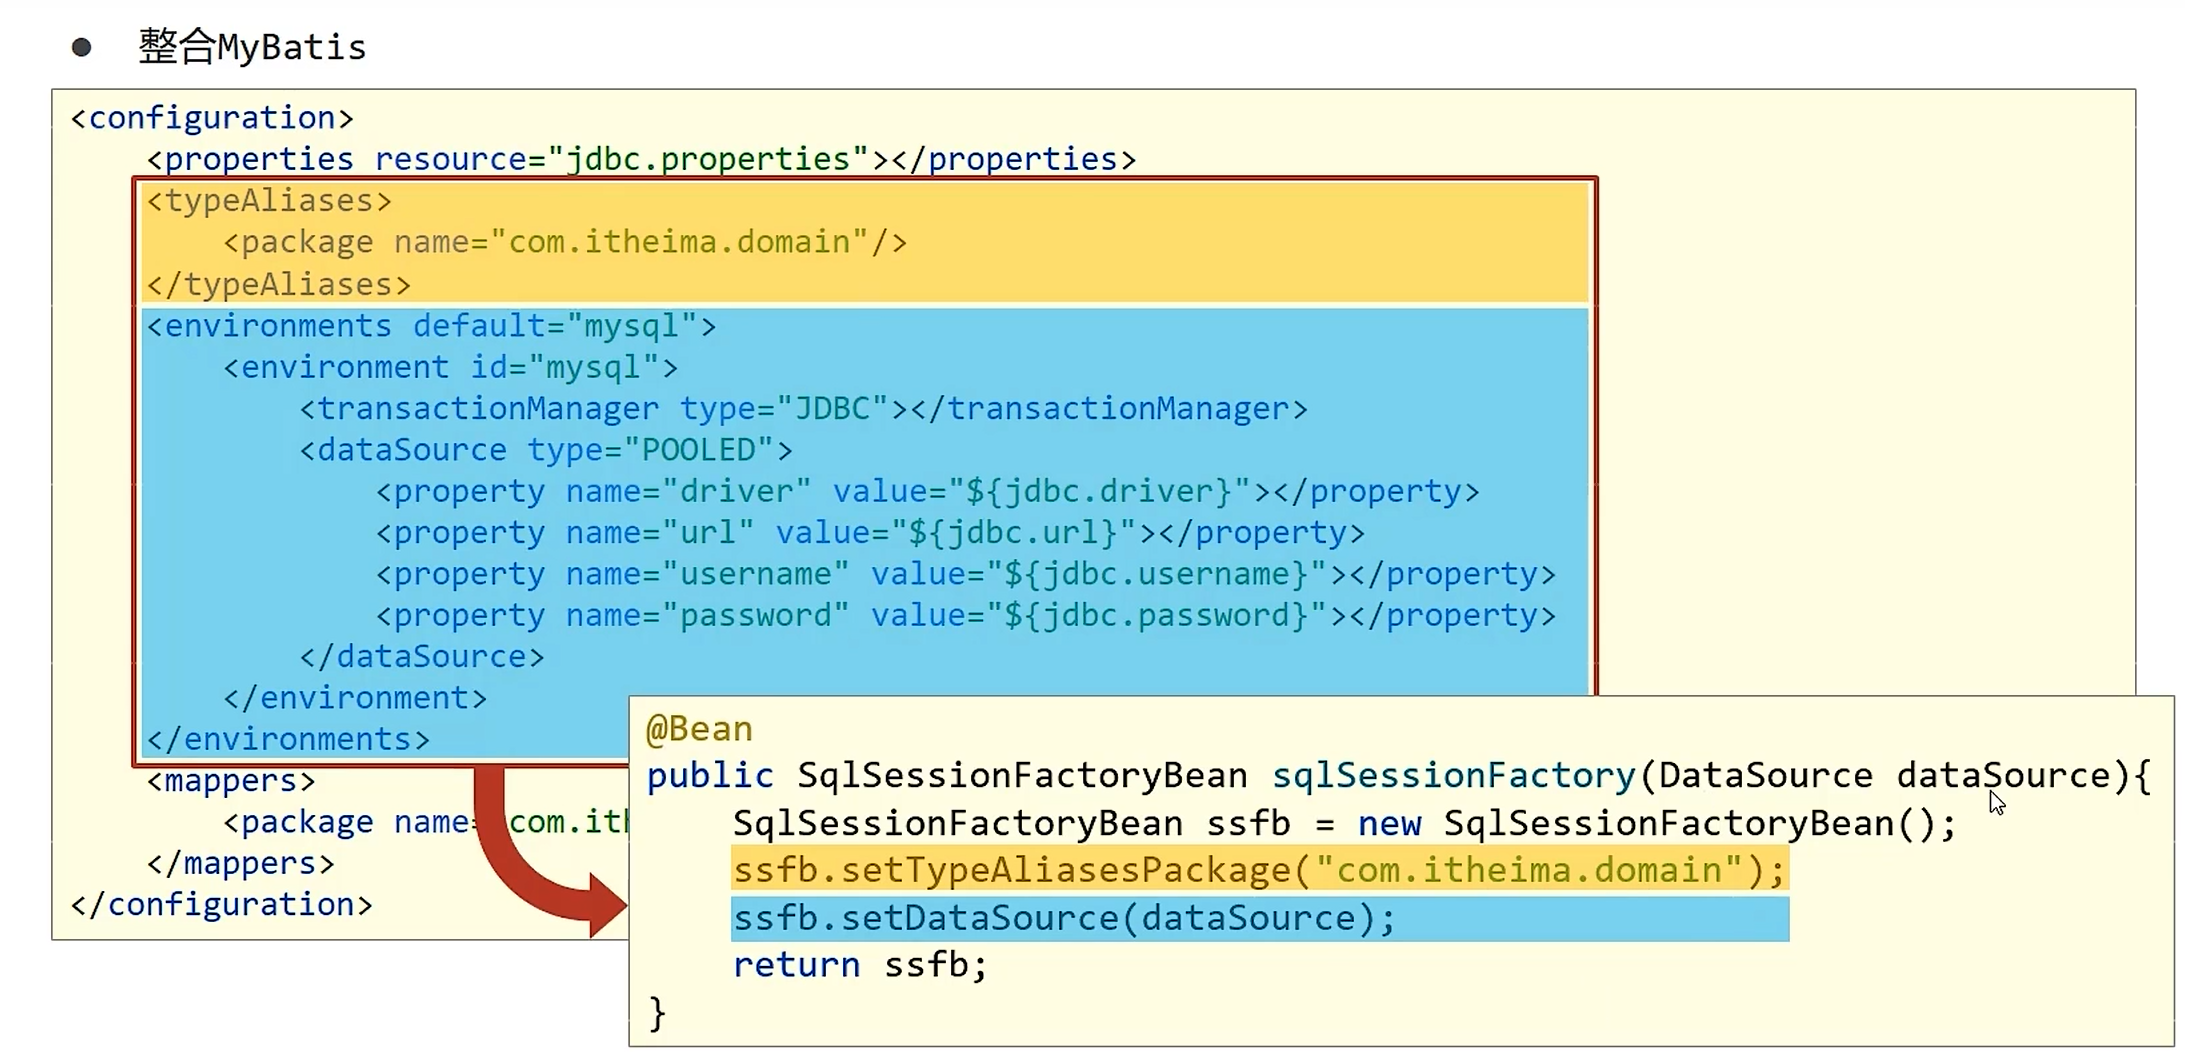 ● 整合MyBatis
<configuration>
    <properties resource="jdbc.properties"></properties>
    <typeAliases>
        <package name="com.itheima.domain"/>
    </typeAliases>
    <environments default="mysql">
        <environment id="mysql">
            <transactionManager type="JDBC"></transactionManager>
            <dataSource type="POOLED">
                <property name="driver" value="${jdbc.driver}"></property>
                <property name="url" value="${jdbc.url}"></property>
                <property name="username" value="${jdbc.username}"></property>
                <property name="password" value="${jdbc.password}"></property>
            </dataSource>
        </environment>
    </environments>
    <mappers>
        <package name= com.it
    </mappers>
</configuration>
@Bean
public SqlSessionFactoryBean sqlSessionFactory(DataSource dataSource){
    SqlSessionFactoryBean ssfb = new SqlSessionFactoryBean();
    ssfb.setTypeAliasesPackage("com.itheima.domain");
    ssfb.setDataSource(dataSource);
    return ssfb;
}